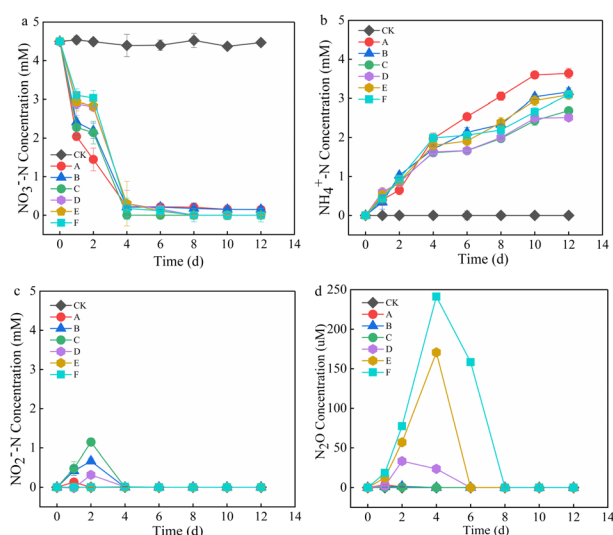 a
NO₃⁻-N Concentration (mM)
5
4
3
2
1
0
CK
A
B
C
D
E
F
0 2 4 6 8 10 12 14
Time (d)
b
NH₄⁺-N Concentration (mM)
5
4
3
2
1
0
CK
A
B
C
D
E
F
0 2 4 6 8 10 12 14
Time (d)
c
NO₂⁻-N Concentration (mM)
5
4
3
2
1
0
CK
A
B
C
D
E
F
0 2 4 6 8 10 12 14
Time (d)
d
N₂O Concentration (uM)
250
200
150
100
50
0
CK
A
B
C
D
E
F
0 2 4 6 8 10 12 14
Time (d)